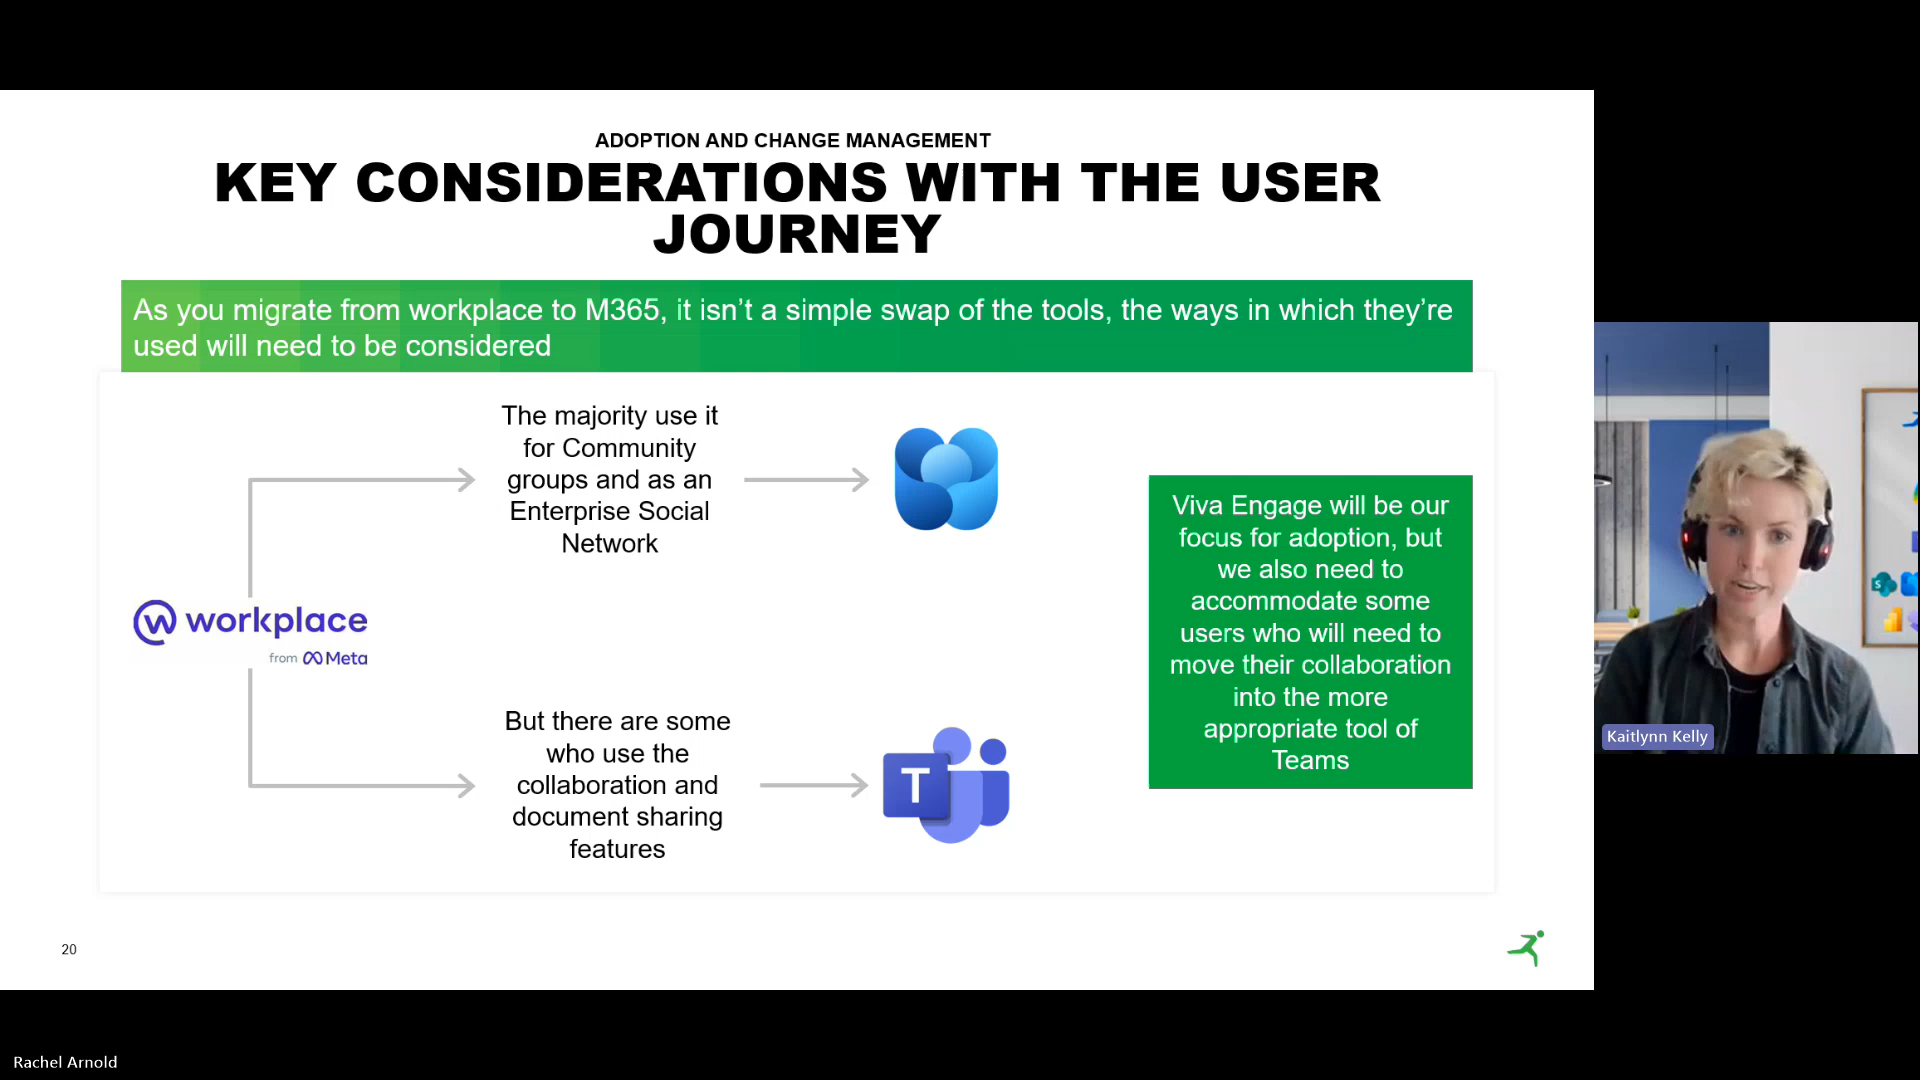 ADOPTION AND CHANGE MANAGEMENT
KEY CONSIDERATIONS WITH THE USER
JOURNEY
As you migrate from workplace to M365, it isn’t a simple swap of the tools, the ways in which they’re
used will need to be considered
The majority use it
for Community
groups and as an
Enterprise Social
Network
workplace
from Meta
But there are some
who use the
collaboration and
document sharing
features
T
Viva Engage will be our
focus for adoption, but
we also need to
accommodate some
users who will need to
move their collaboration
into the more
appropriate tool of
Teams
20
S
Kaitlynn Kelly
Rachel Arnold